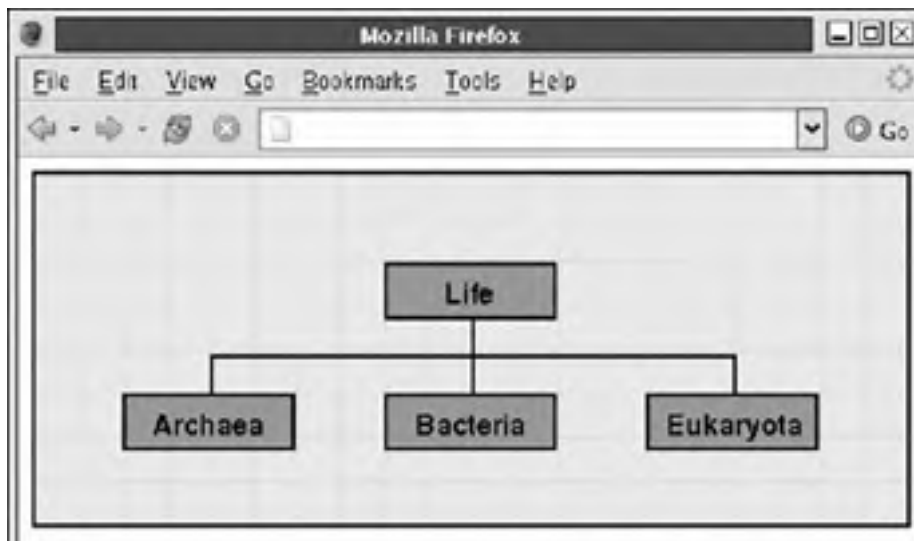 Mozilla Firefox
File Edit View Go Bookmarks Tools Help
Go
Life
Archaea Bacteria Eukaryota